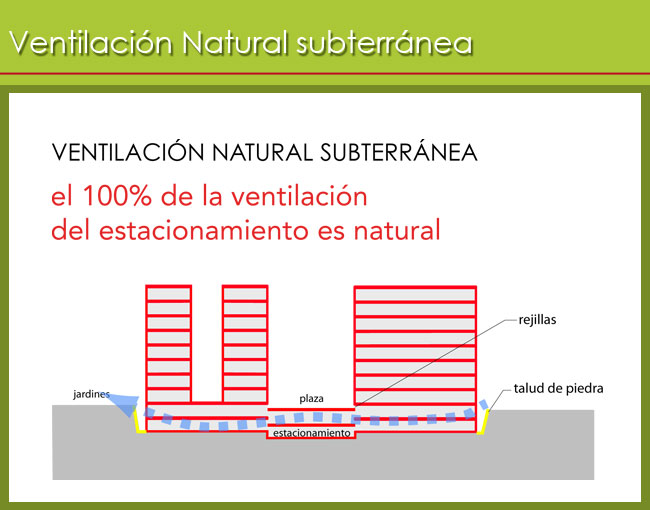 Ventilación Natural subterránea
VENTILACIÓN NATURAL SUBTERRÁNEA
el 100% de la ventilación
del estacionamiento es natural
rejillas
talud de piedra
jardines
plaza
estacionamiento